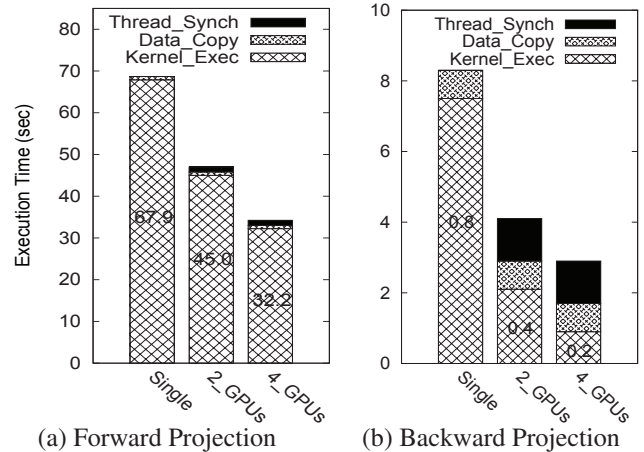 Thread_Synch
Data_Copy
Kernel_Exec
80
70
60
50
40
30
20
10
0
Execution Time (sec)
67.9
45.0
32.2
Single
2_GPUs
4_GPUs
(a) Forward Projection
Thread_Synch
Data_Copy
Kernel_Exec
10
8
6
4
2
0
0.8
0.4
0.2
Single
2_GPUs
4_GPUs
(b) Backward Projection